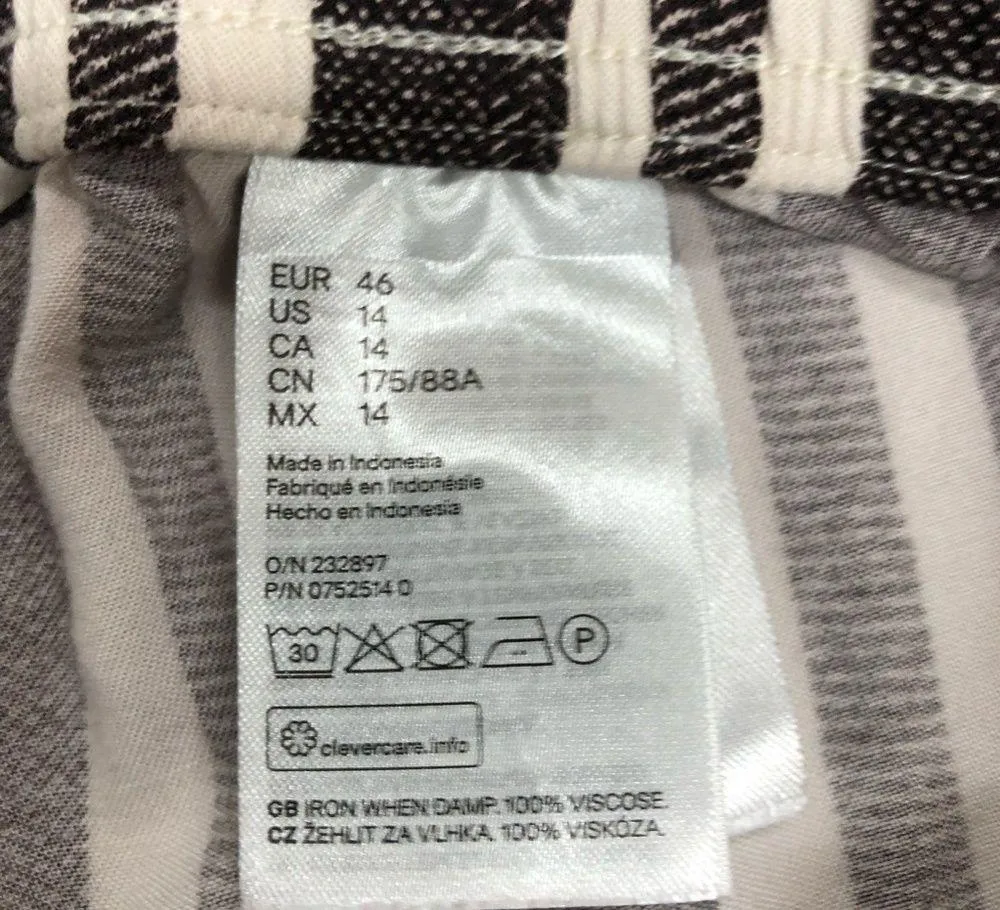 EUR 46
US 14
CA 14
CN 175/88A
MX 14
Made in Indonesia
Fabriqué en Indonésie
Hecho en Indonesia
O/N 232897
P/N 0752514 0
30 P
clevercare.info
GB IRON WHEN DAMP. 100% VISCOSE.
CZ ŽEHLIT ZA VLHKA. 100% VISKÓZA.